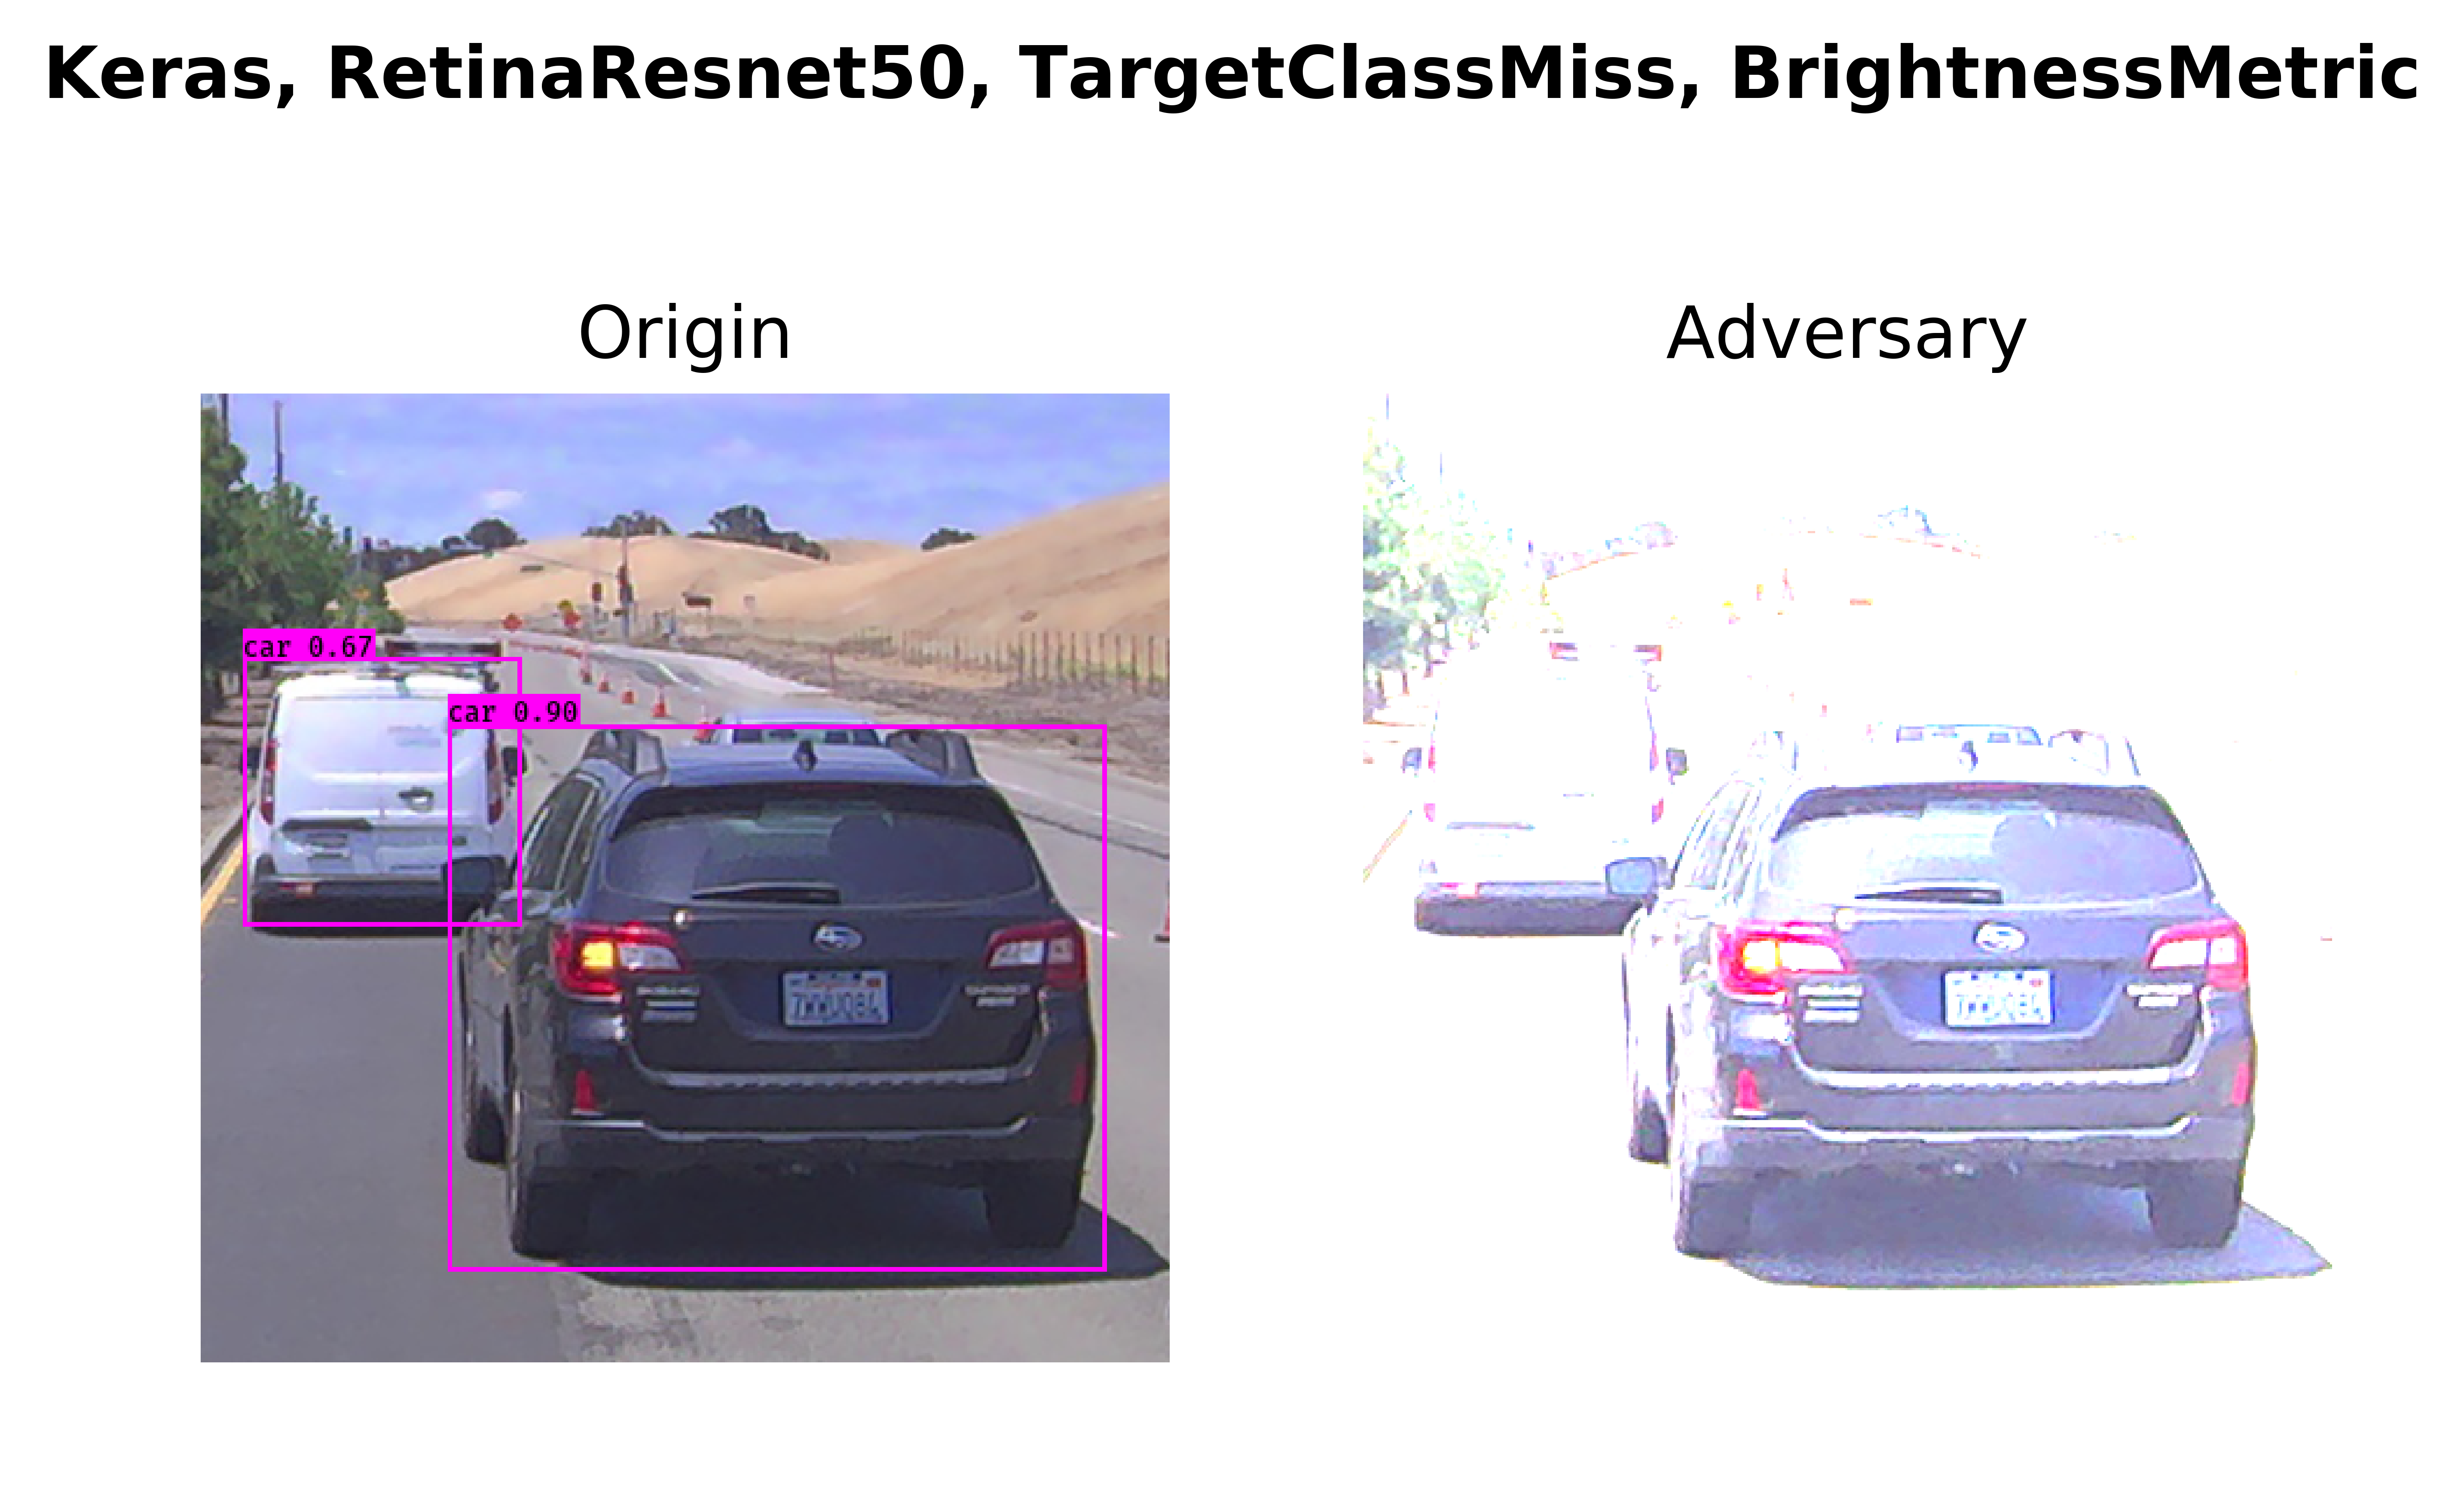 Keras, RetinaResnet50, TargetClassMiss, BrightnessMetric
Origin
Adversary
car 0.67
car 0.90